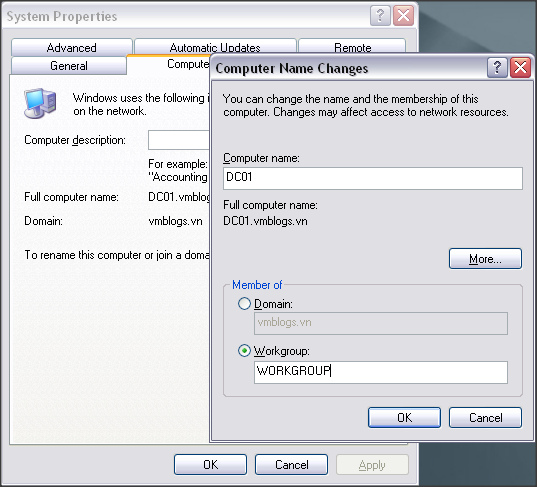 System Properties
Advanced
Automatic Updates
Remote
General
Compute
Windows uses the following i
on the network.
Computer description:
For example:
"Accounting
Full computer name:
DC01.vmblog
Domain:
vmblogs.vn
To rename this computer or join a doma
OK
Cancel
Apply
Computer Name Changes
You can change the name and the membership of this
computer. Changes may affect access to network resources.
Computer name:
DC01
Full computer name:
DC01.vmblogs.vn
More...
Member of
Domain:
vmblogs.vn
Workgroup:
WORKGROUP
OK
Cancel